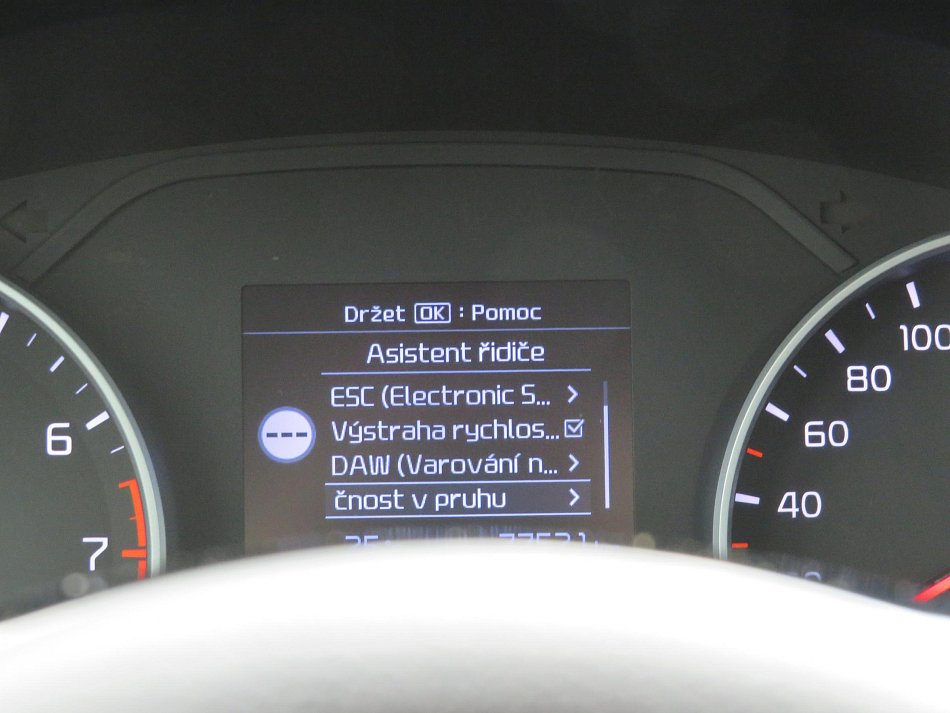 Držet OK : Pomoc
Asistent řidiče
ESC (Electronic S...
Výstraha rychlos...
DAW (Varování n...
čnost v pruhu
6
7
100
80
60
40